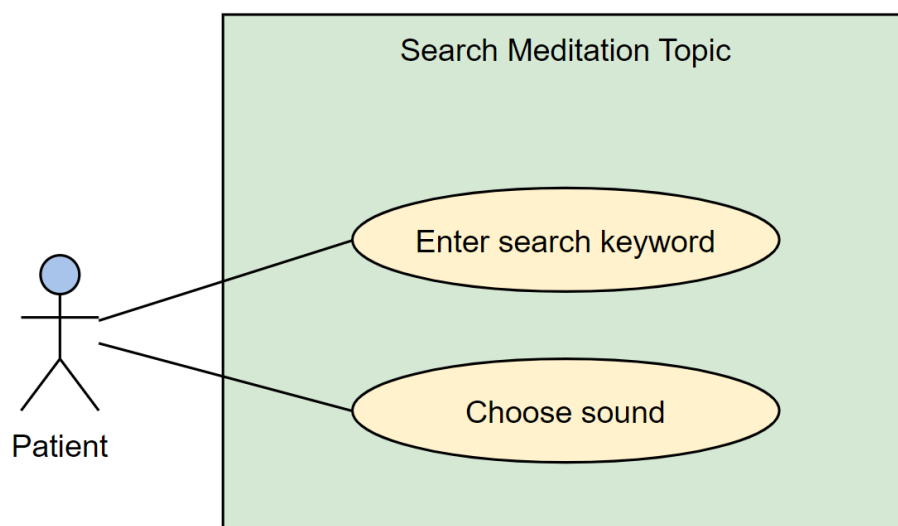 Search Meditation Topic
Enter search keyword
Choose sound
Patient